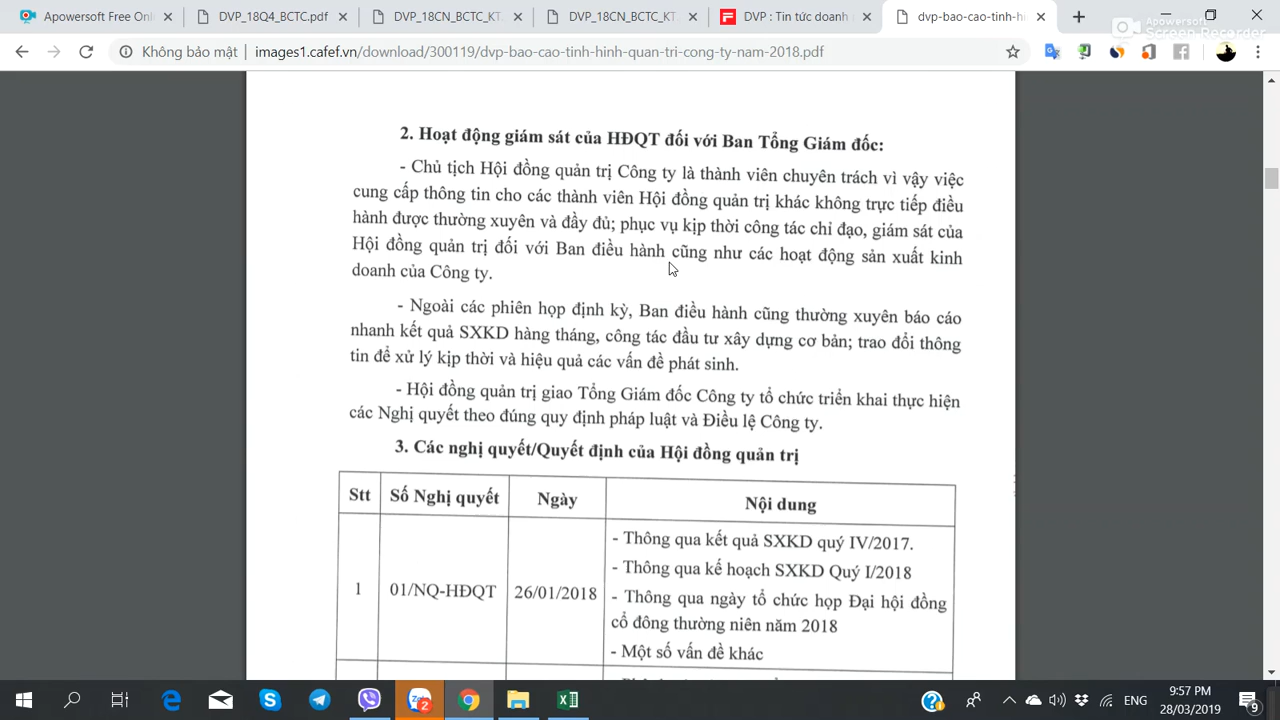 Apowersoft Free Onli
DVP_18Q4_BCTC.pdf
DVP_18CN_BCTC_KT.
DVP_18CN_BCTC_KT.
DVP : Tin tức doanh n
dvp-bao-cao-tinh-hi
Apowersoft
Screen Recorder
Không bảo mật | images1.cafef.vn/download/300119/dvp-bao-cao-tinh-hinh-quan-tri-cong-ty-nam-2018.pdf
2. Hoạt động giám sát của HĐQT đối với Ban Tổng Giám đốc:
- Chủ tịch Hội đồng quản trị Công ty là thành viên chuyên trách vì vậy việc
cung cấp thông tin cho các thành viên Hội đồng quản trị khác không trực tiếp điều
hành được thường xuyên và đầy đủ; phục vụ kịp thời công tác chỉ đạo, giám sát của
Hội đồng quản trị đối với Ban điều hành cũng như các hoạt động sản xuất kinh
doanh của Công ty.
- Ngoài các phiên họp định kỳ, Ban điều hành cũng thường xuyên báo cáo
nhanh kết quả SXKD hàng tháng, công tác đầu tư xây dựng cơ bản; trao đổi thông
tin để xử lý kịp thời và hiệu quả các vấn đề phát sinh.
- Hội đồng quản trị giao Tổng Giám đốc Công ty tổ chức triển khai thực hiện
các Nghị quyết theo đúng quy định pháp luật và Điều lệ Công ty.
3. Các nghị quyết/Quyết định của Hội đồng quản trị
Stt Số Nghị quyết Ngày Nội dung
- Thông qua kết quả SXKD quý IV/2017.
- Thông qua kế hoạch SXKD Quý I/2018
1 01/NQ-HĐQT 26/01/2018 - Thông qua ngày tổ chức họp Đại hội đồng
cổ đông thường niên năm 2018
- Một số vấn đề khác
ENG
9:57 PM
28/03/2019